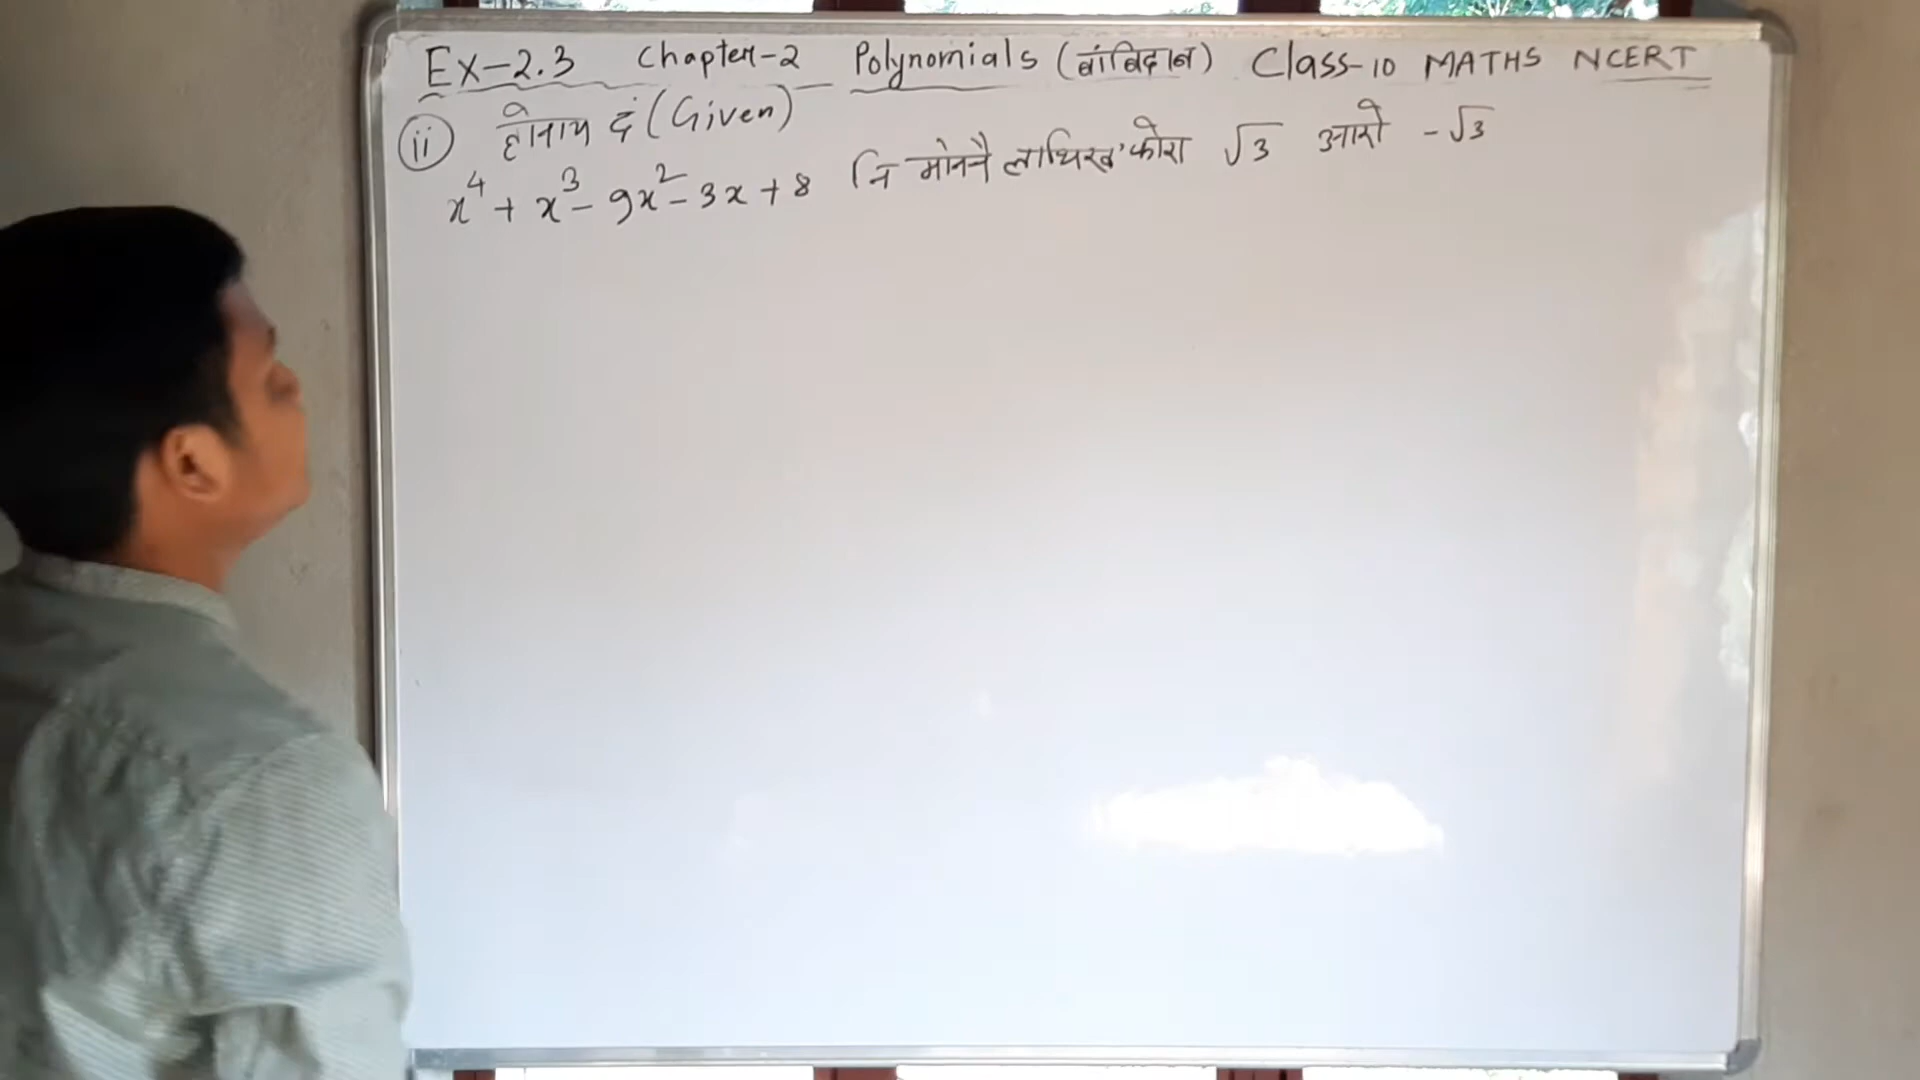 Ex-2.3 Chapter-2 Polynomials (बांबिदाब) Class-10 MATHS NCERT
(ii) होनाय दं (Given)
x⁴ + x³ - 9x² - 3x + 8 नि मोननै लाथिख' फोरा √3 आरो -√3